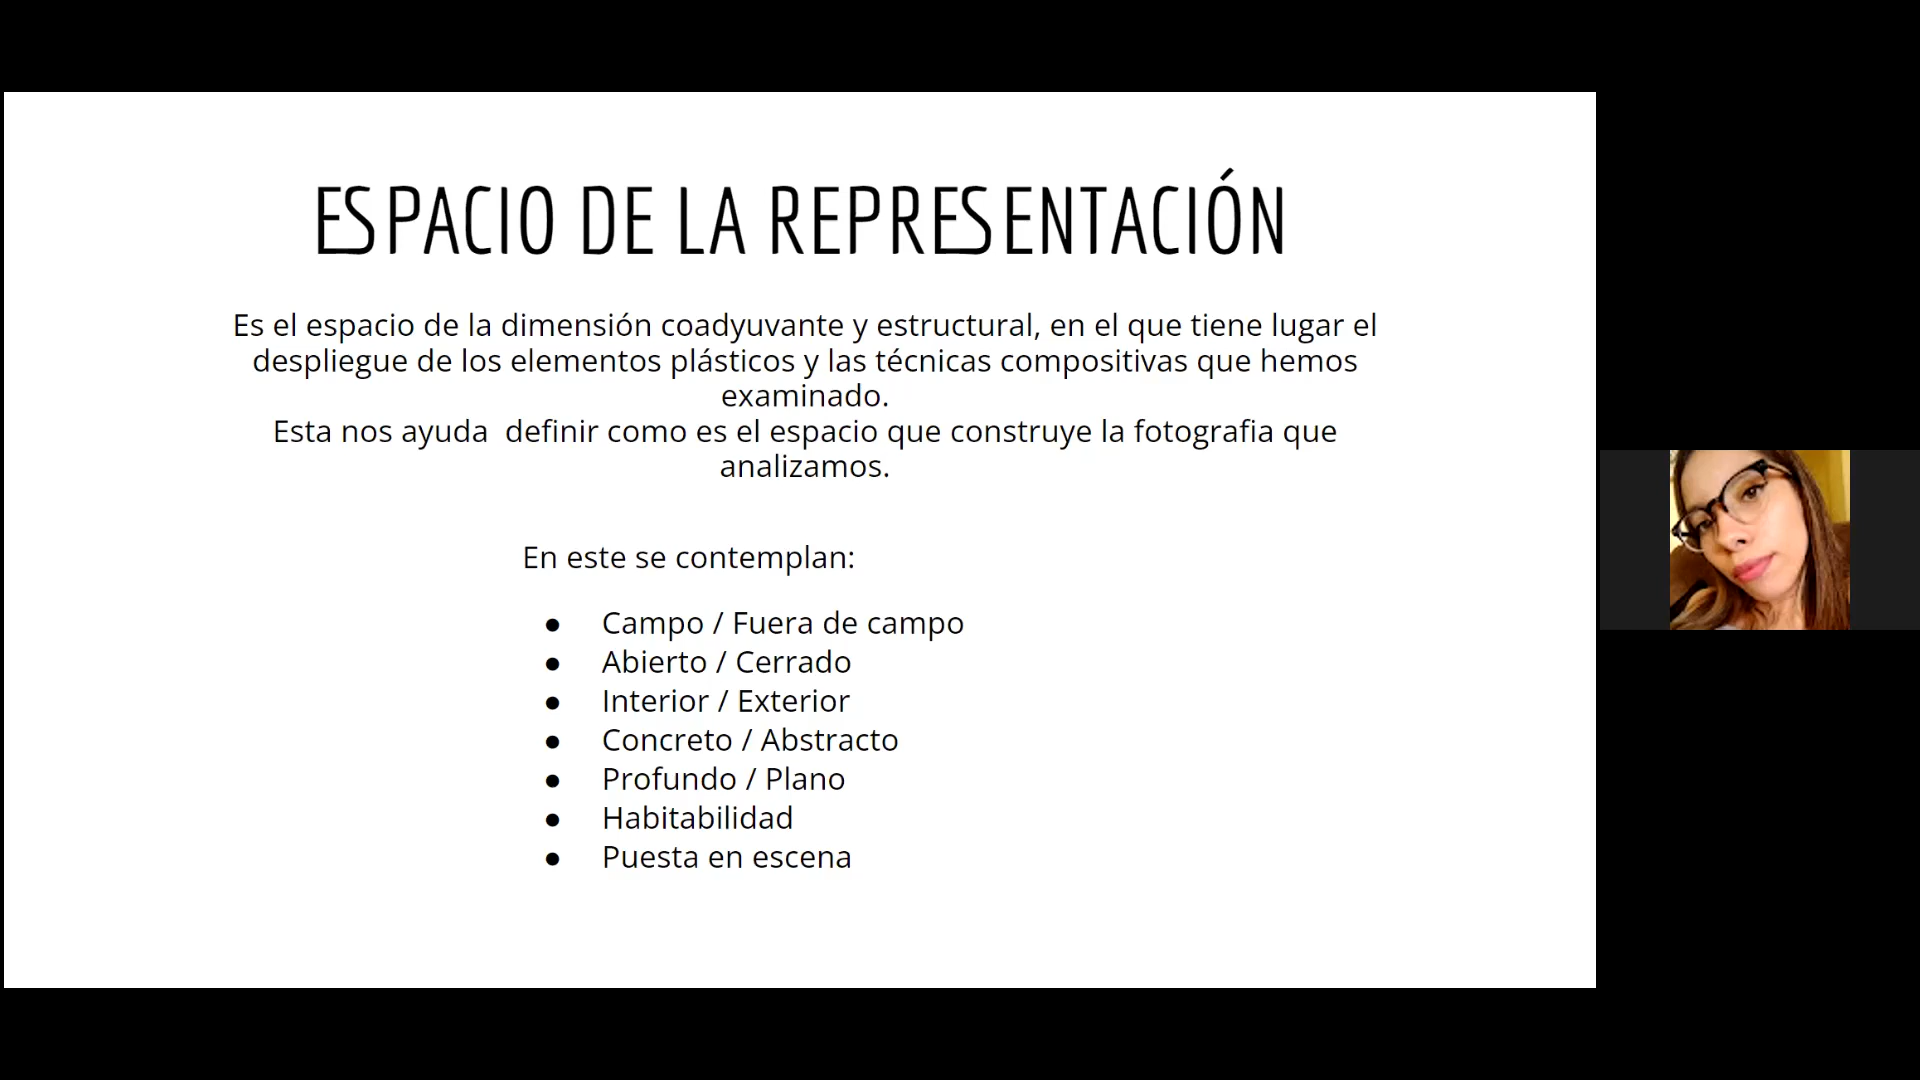 ESPACIO DE LA REPRESENTACIÓN
Es el espacio de la dimensión coadyuvante y estructural, en el que tiene lugar el
despliegue de los elementos plásticos y las técnicas compositivas que hemos
examinado.
Esta nos ayuda  definir como es el espacio que construye la fotografia que
analizamos.
En este se contemplan:
● Campo / Fuera de campo
● Abierto / Cerrado
● Interior / Exterior
● Concreto / Abstracto
● Profundo / Plano
● Habitabilidad
● Puesta en escena